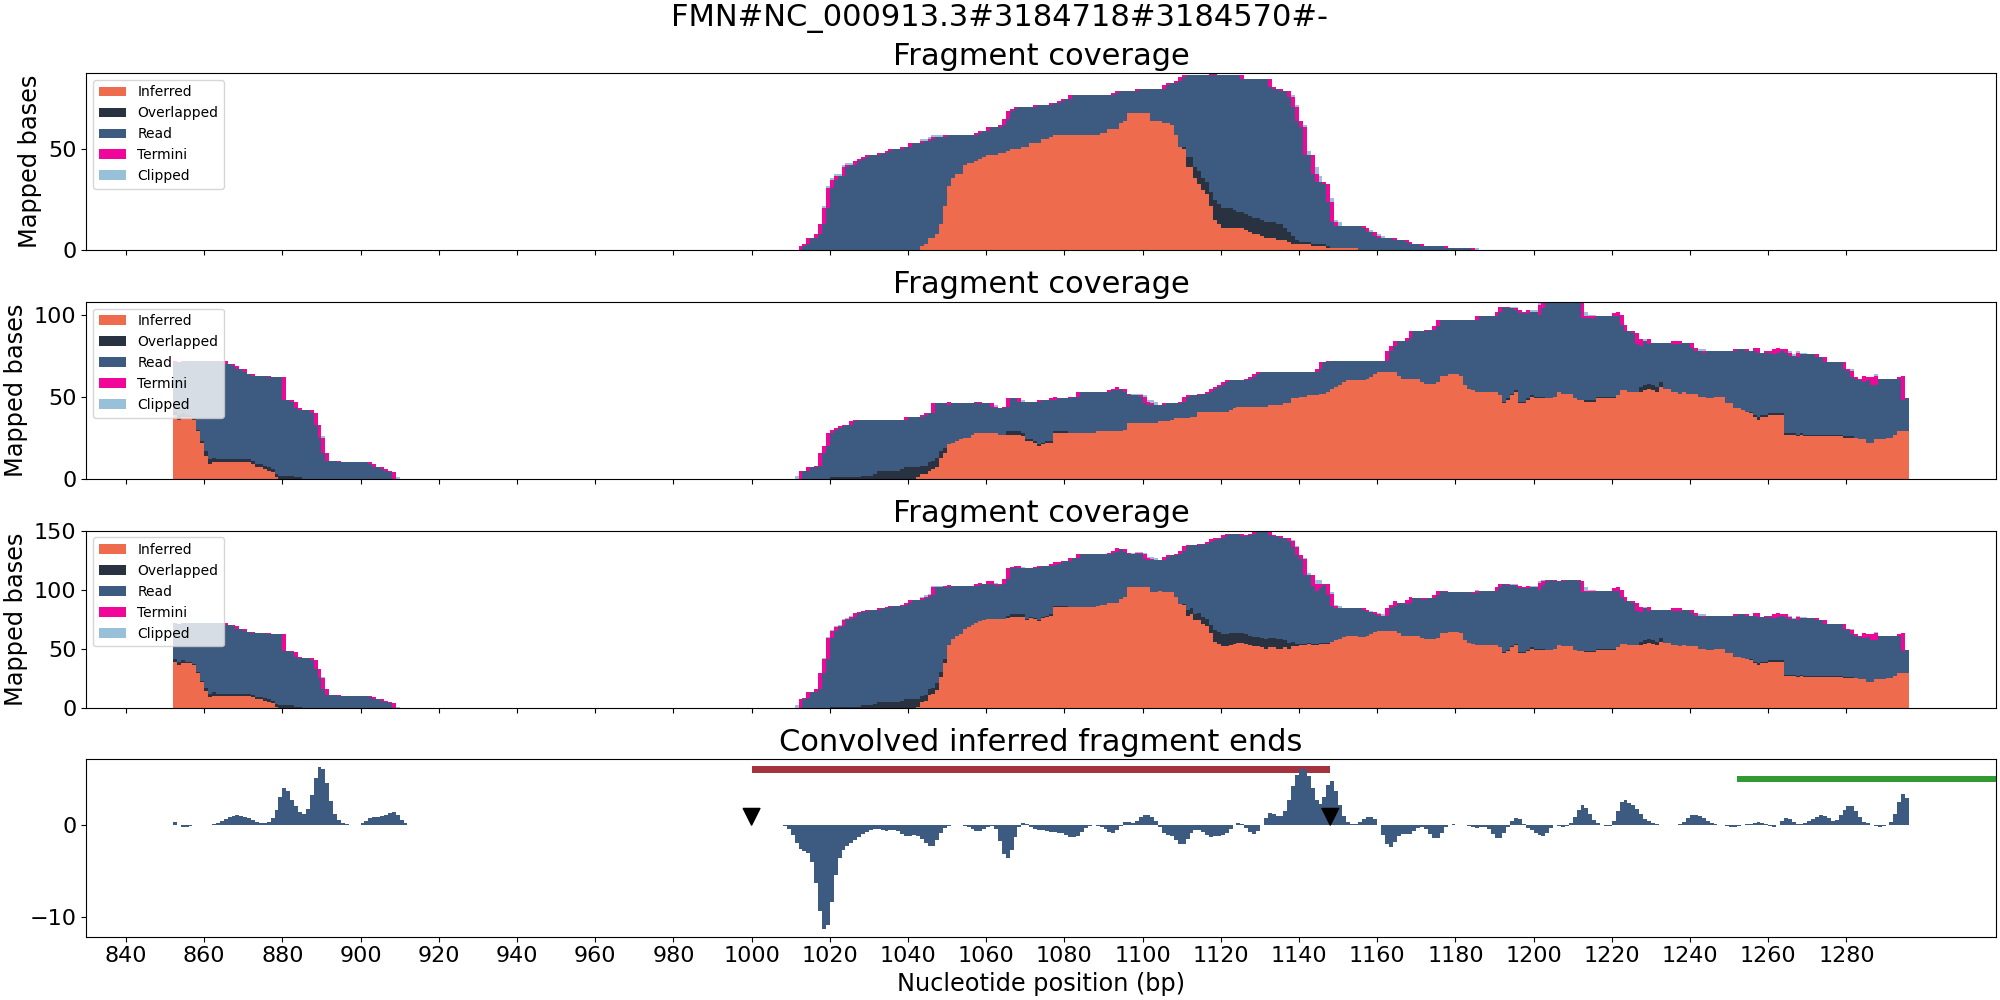 FMN#NC_000913.3#3184718#3184570#-
Fragment coverage
Mapped bases
50
0
Inferred
Overlapped
Read
Termini
Clipped
Fragment coverage
Mapped bases
100
50
0
Inferred
Overlapped
Read
Termini
Clipped
Fragment coverage
Mapped bases
150
100
50
0
Inferred
Overlapped
Read
Termini
Clipped
Convolved inferred fragment ends
0
−10
840 860 880 900 920 940 960 980 1000 1020 1040 1060 1080 1100 1120 1140 1160 1180 1200 1220 1240 1260 1280
Nucleotide position (bp)